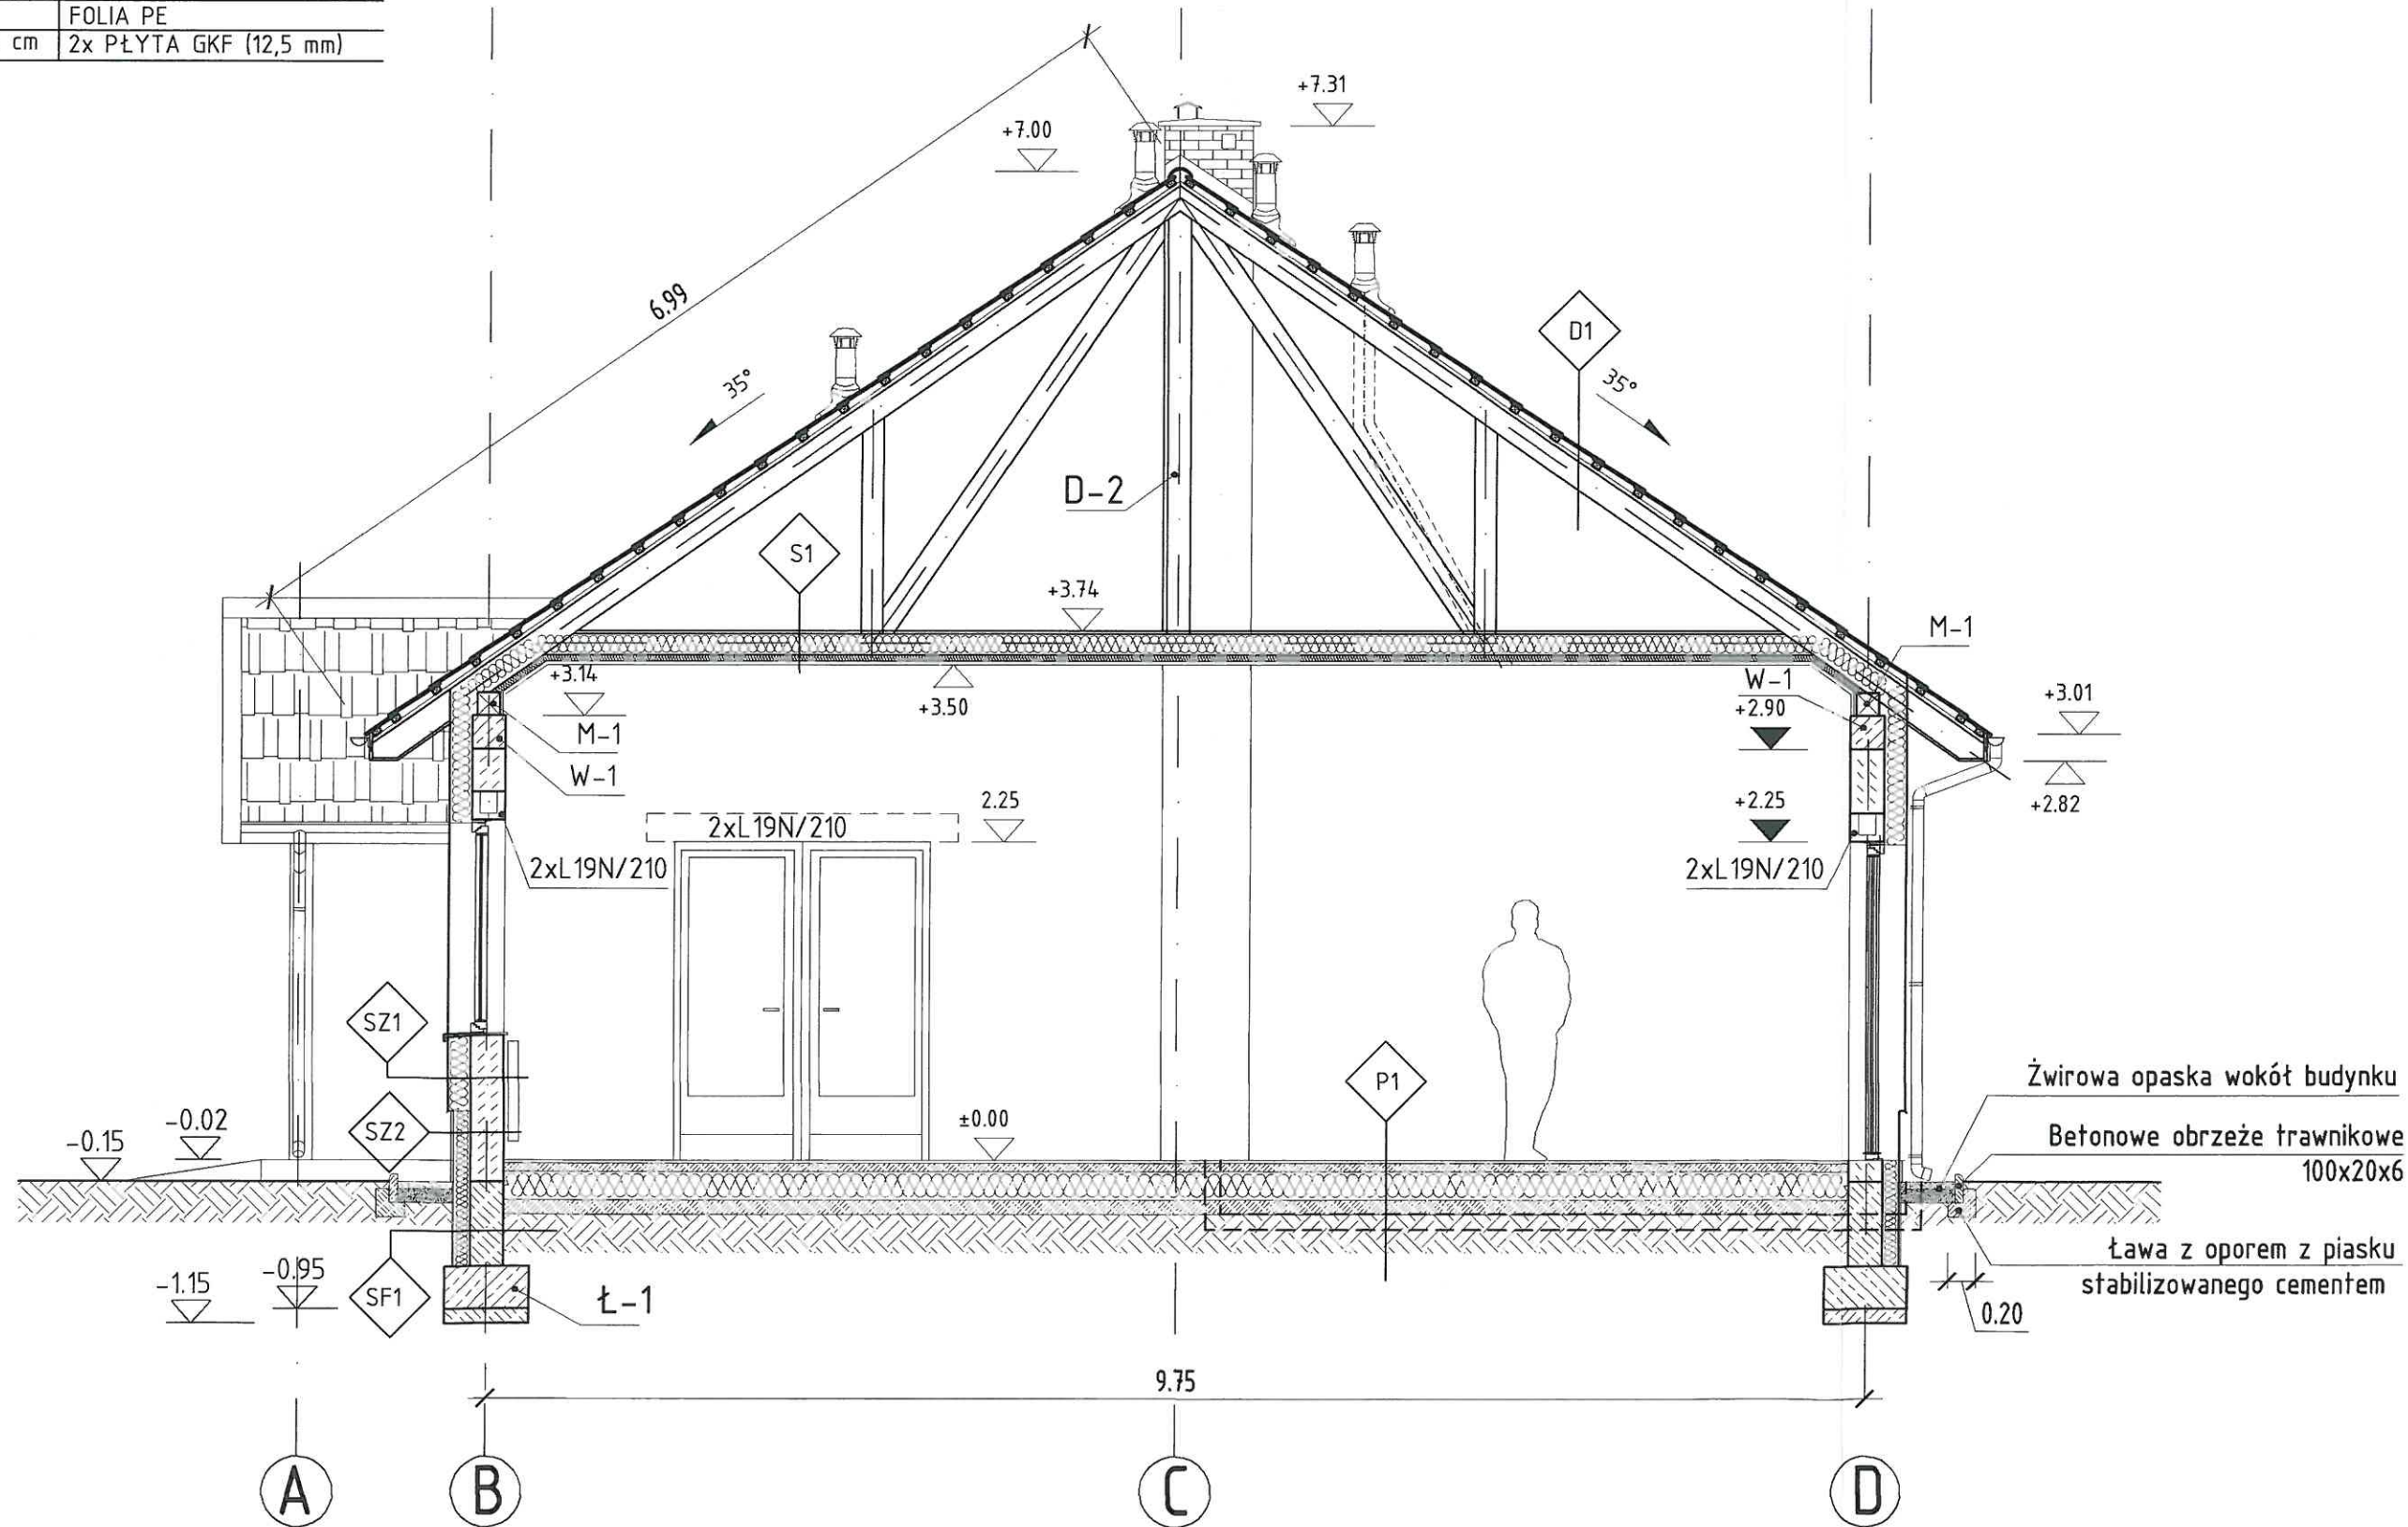 FOLIA PE
cm 2x PŁYTA GKF (12,5 mm)
+7.31
+7.00
6.99
35°
D1
35°
D-2
S1
+3.74
M-1
+3.14
+3.50
W-1
+2.90
+3.01
M-1
W-1
2.25
+2.25
+2.82
2xL19N/210
2xL19N/210
2xL19N/210
SZ1
P1
Żwirowa opaska wokół budynku
-0.15
-0.02
SZ2
±0.00
Betonowe obrzeże trawnikowe
100x20x6
Ława z oporem z piasku
stabilizowanego cementem
-1.15
-0.95
SF1
Ł-1
0.20
9.75
A
B
C
D